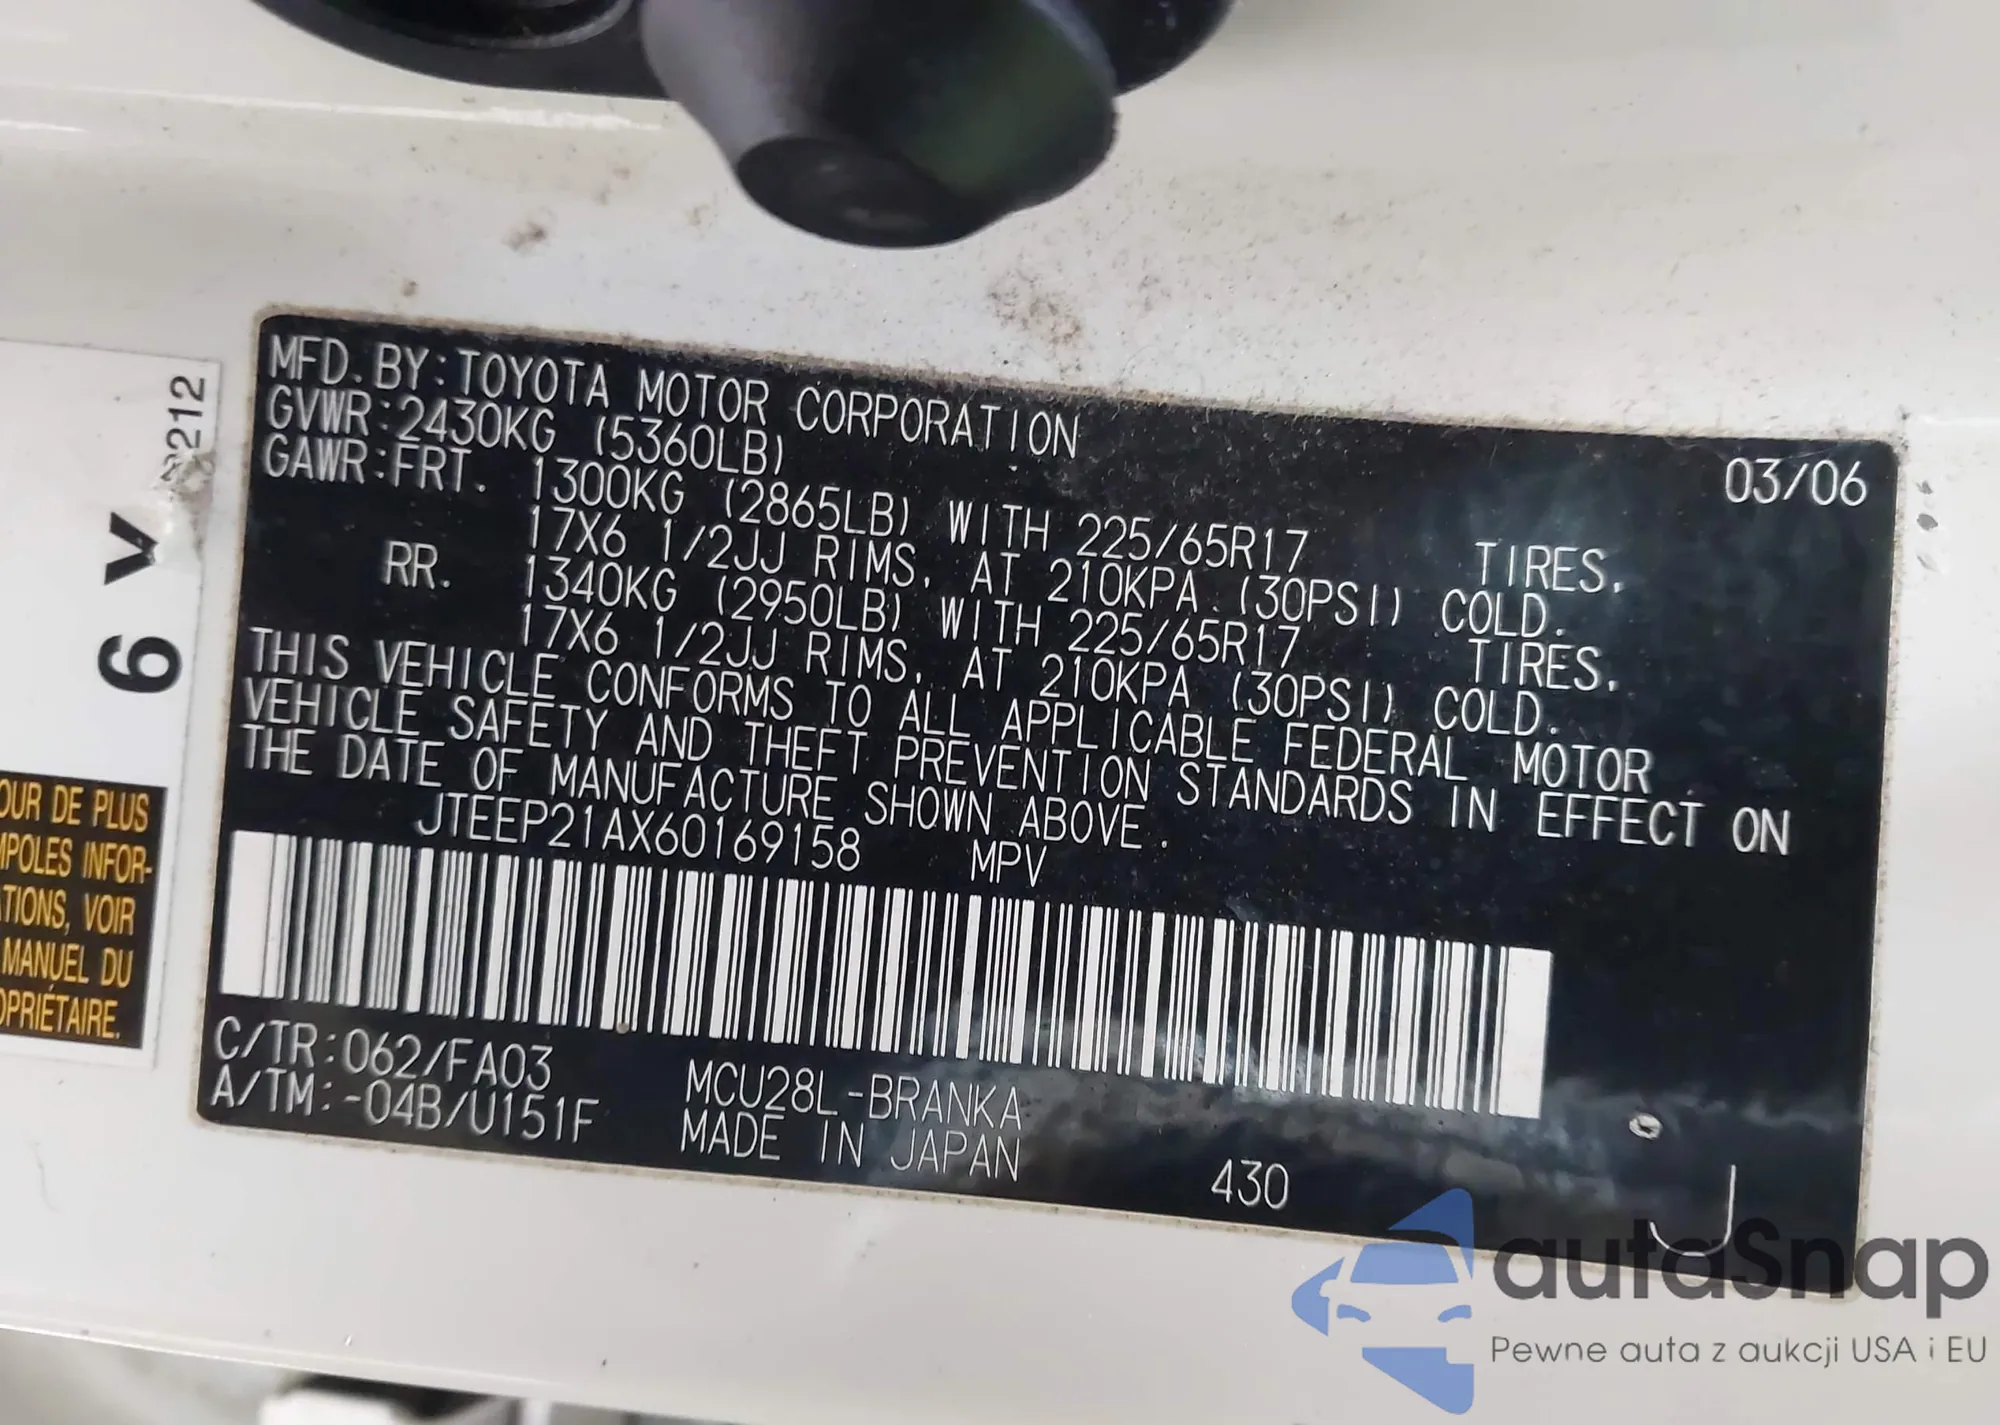 MFD.BY:TOYOTA MOTOR CORPORATION 03/06
GVWR:2430KG (5360LB)
GAWR:FRT. 1300KG (2865LB) WITH 225/65R17 TIRES,
17X6 1/2JJ RIMS, AT 210KPA (30PSI) COLD.
RR. 1340KG (2950LB) WITH 225/65R17 TIRES,
17X6 1/2JJ RIMS, AT 210KPA (30PSI) COLD.
THIS VEHICLE CONFORMS TO ALL APPLICABLE FEDERAL MOTOR
VEHICLE SAFETY AND THEFT PREVENTION STANDARDS IN EFFECT ON
THE DATE OF MANUFACTURE SHOWN ABOVE.
JTEEP21AX60169158 MPV
C/TR:062/FA03 MCU28L-BRANKA
A/TM:-04B/U151F MADE IN JAPAN
430 J
6 V
212
OUR DE PLUS
MPOLES INFOR-
ATIONS, VOIR
MANUEL DU
OPRIÉTAIRE.
autaSnap
Pewne auta z aukcji USA i EU